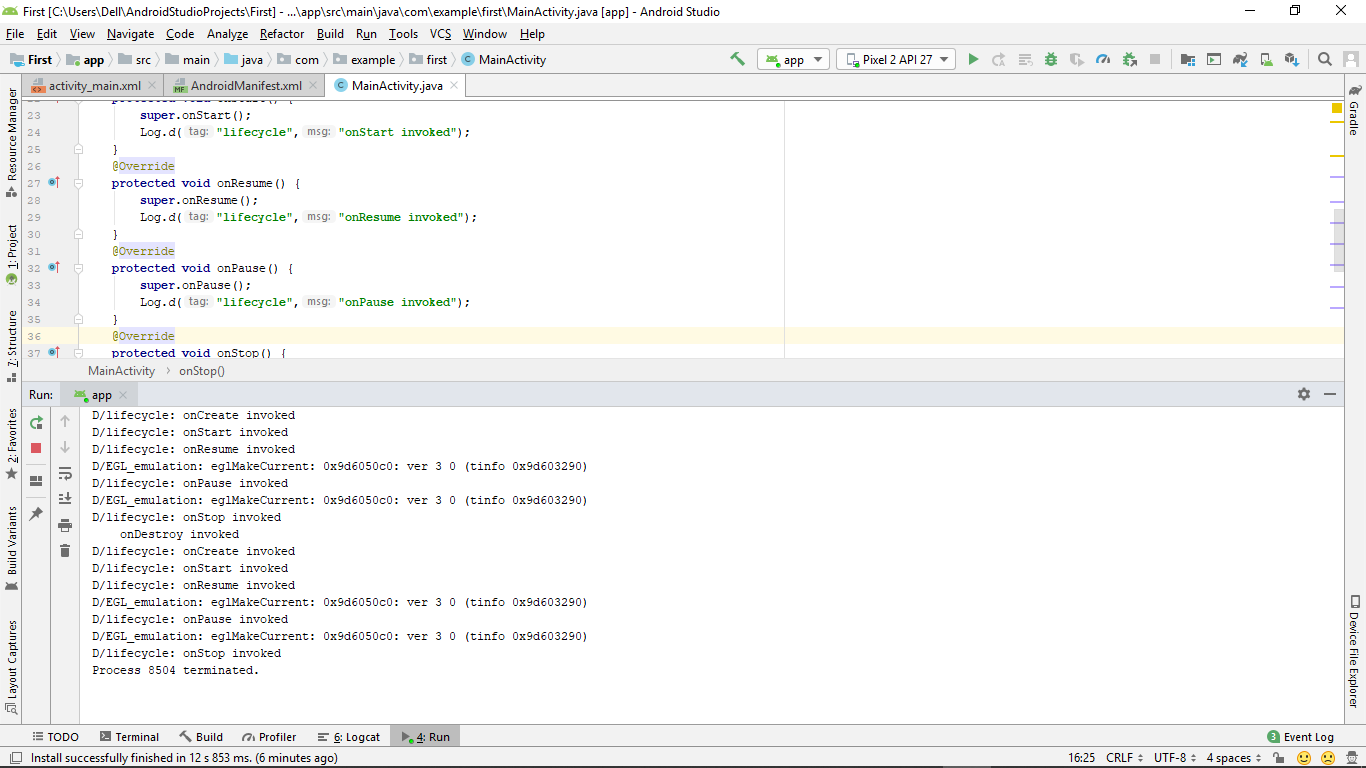 First [C:\Users\Dell\AndroidStudioProjects\First] - ...\app\src\main\java\com\example\first\MainActivity.java [app] - Android Studio
File Edit View Navigate Code Analyze Refactor Build Run Tools VCS Window Help
First app src main java com example first MainActivity app Pixel 2 API 27
activity_main.xml AndroidManifest.xml MainActivity.java
Resource Manager
1: Project
7: Structure
2: Favorites
Build Variants
Layout Captures
23 super.onStart();
24 Log.d( tag: "lifecycle", msg: "onStart invoked");
25 }
26 @Override
27 protected void onResume() {
28 super.onResume();
29 Log.d( tag: "lifecycle", msg: "onResume invoked");
30 }
31 @Override
32 protected void onPause() {
33 super.onPause();
34 Log.d( tag: "lifecycle", msg: "onPause invoked");
35 }
36 @Override
37 protected void onStop() {
MainActivity onStop()
Gradle
Device File Explorer
Run: app
D/lifecycle: onCreate invoked
D/lifecycle: onStart invoked
D/lifecycle: onResume invoked
D/EGL_emulation: eglMakeCurrent: 0x9d6050c0: ver 3 0 (tinfo 0x9d603290)
D/lifecycle: onPause invoked
D/EGL_emulation: eglMakeCurrent: 0x9d6050c0: ver 3 0 (tinfo 0x9d603290)
D/lifecycle: onStop invoked
onDestroy invoked
D/lifecycle: onCreate invoked
D/lifecycle: onStart invoked
D/lifecycle: onResume invoked
D/EGL_emulation: eglMakeCurrent: 0x9d6050c0: ver 3 0 (tinfo 0x9d603290)
D/lifecycle: onPause invoked
D/EGL_emulation: eglMakeCurrent: 0x9d6050c0: ver 3 0 (tinfo 0x9d603290)
D/lifecycle: onStop invoked
Process 8504 terminated.
TODO Terminal Build Profiler 6: Logcat 4: Run 3 Event Log
Install successfully finished in 12 s 853 ms. (6 minutes ago) 16:25 CRLF UTF-8 4 spaces